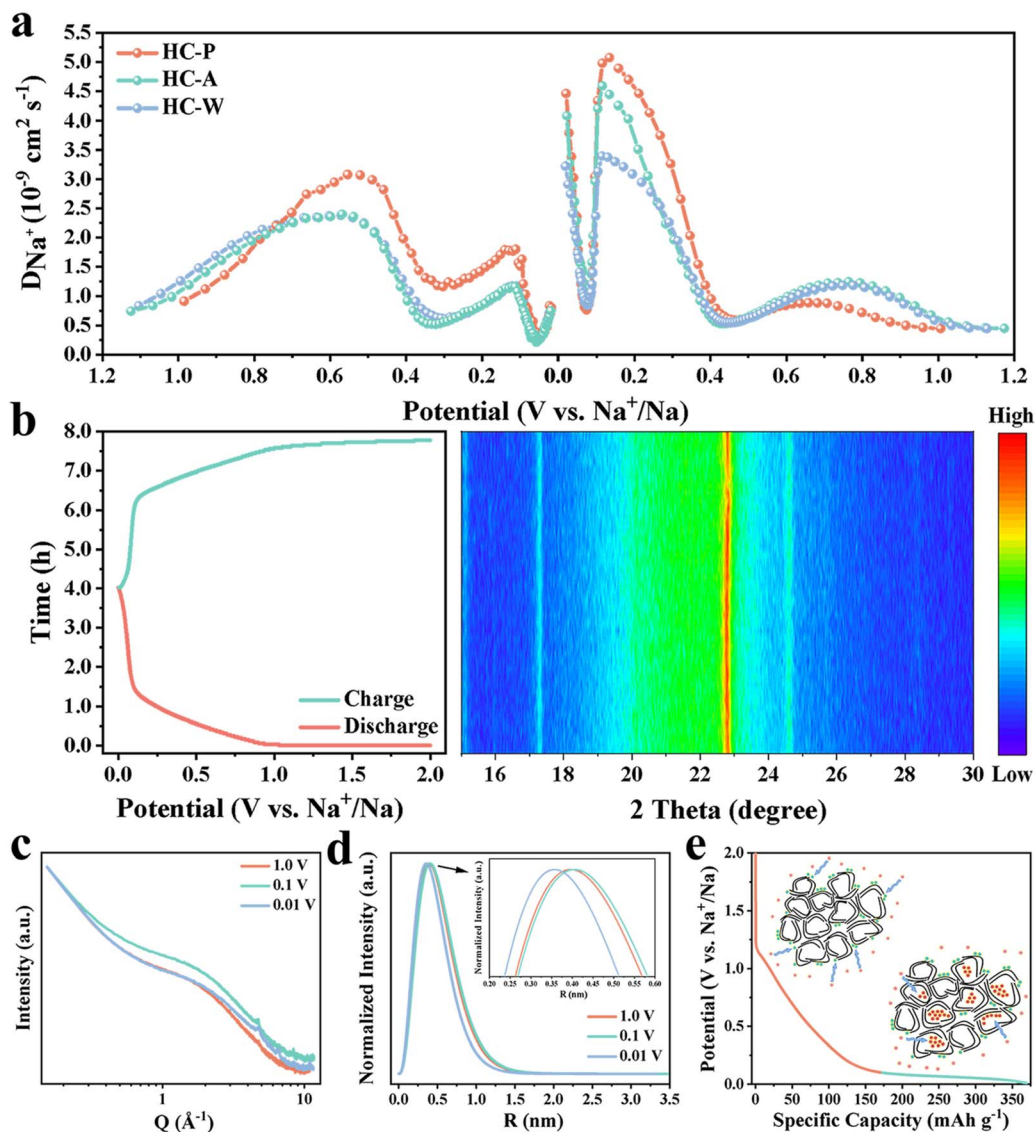 a
HC-P
HC-A
HC-W
D_Na⁺ (10⁻⁹ cm² s⁻¹)
5.5
5.0
4.5
4.0
3.5
3.0
2.5
2.0
1.5
1.0
0.5
0.0
1.2 1.0 0.8 0.6 0.4 0.2 0.0 0.2 0.4 0.6 0.8 1.0 1.2
Potential (V vs. Na⁺/Na)
b
Time (h)
8.0
7.0
6.0
5.0
4.0
3.0
2.0
1.0
0.0
Charge
Discharge
0.0 0.5 1.0 1.5 2.0
Potential (V vs. Na⁺/Na)
16 18 20 22 24 26 28 30
2 Theta (degree)
High
Low
c
Intensity (a.u.)
1.0 V
0.1 V
0.01 V
1 10
Q (Å⁻¹)
d
Normalized Intensity (a.u.)
Normalized Intensity (a.u.)
0.20 0.25 0.30 0.35 0.40 0.45 0.50 0.55 0.60
R (nm)
1.0 V
0.1 V
0.01 V
0.0 0.5 1.0 1.5 2.0 2.5 3.0 3.5
R (nm)
e
Potential (V vs. Na⁺/Na)
2.0
1.5
1.0
0.5
0.0
0 50 100 150 200 250 300 350
Specific Capacity (mAh g⁻¹)